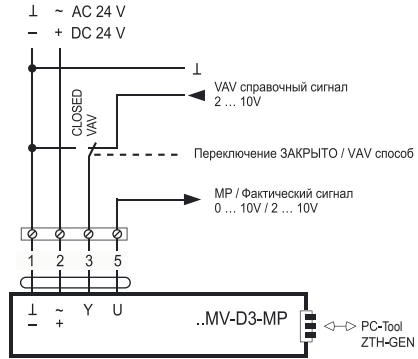 ⊥ ~ AC 24 V
– + DC 24 V
⊥
VAV справочный сигнал
2 ... 10V
CLOSED
VAV
Переключение ЗАКРЫТО / VAV способ
MP / Фактический сигнал
0 ... 10V / 2 ... 10V
1 2 3 5
⊥ ~ Y U
– +
..MV-D3-MP
PC-Tool
ZTH-GEN